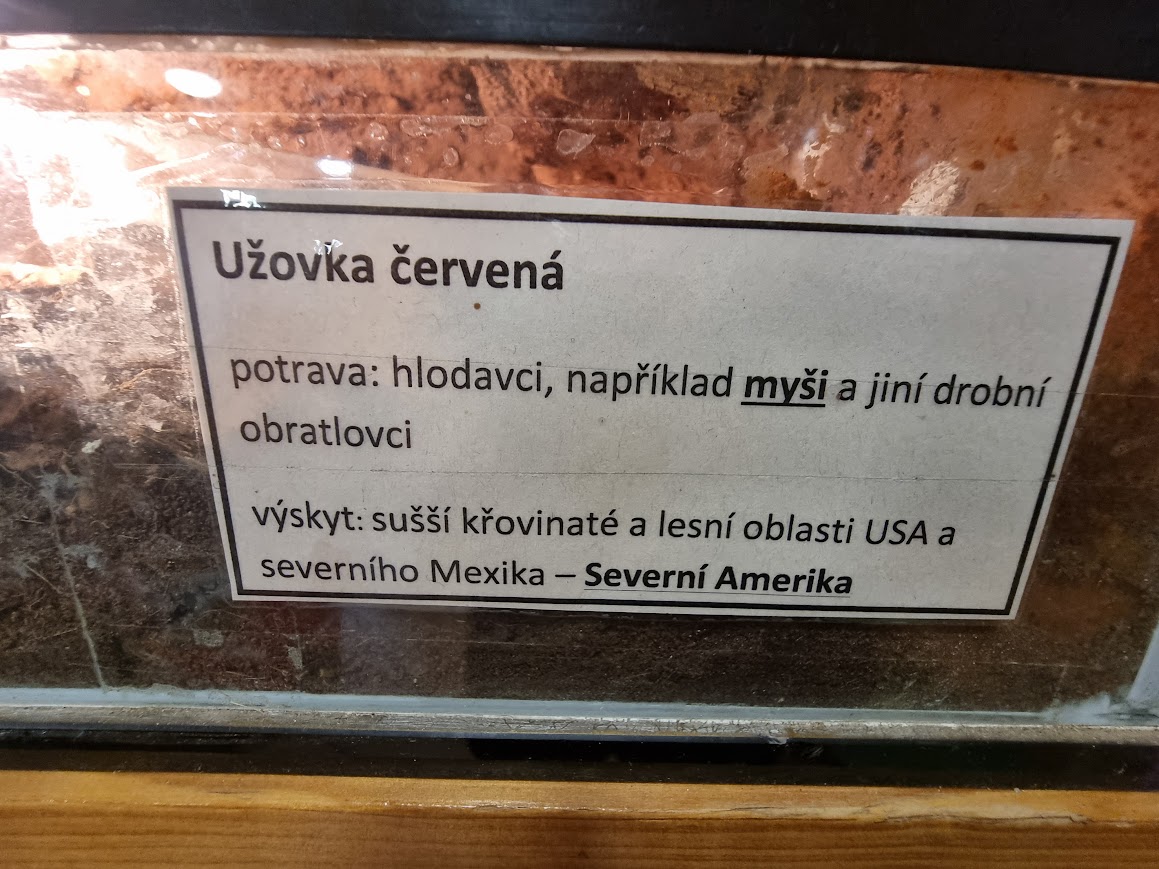 Užovka červená
potrava: hlodavci, například myši a jiní drobní
obratlovci
výskyt: sušší křovinaté a lesní oblasti USA a
severního Mexika – Severní Amerika